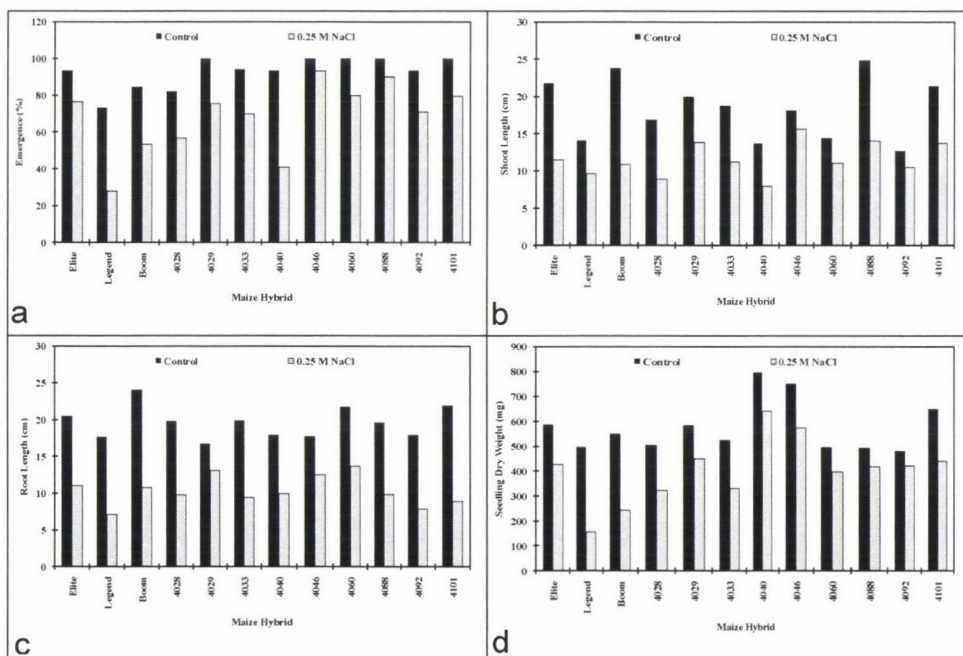 120
100
80
60
40
20
0
Emergence (%)
Control
0.25 M NaCl
Elite
Legend
Boom
4028
4029
4033
4040
4046
4060
4088
4092
4101
Maize Hybrid
a
30
25
20
15
10
5
0
Shoot Length (cm)
Control
0.25 M NaCl
Elite
Legend
Boom
4028
4029
4033
4040
4046
4060
4088
4092
4101
Maize Hybrid
b
30
25
20
15
10
5
0
Root Length (cm)
Control
0.25 M NaCl
Elite
Legend
Boom
4028
4029
4033
4040
4046
4060
4088
4092
4101
Maize Hybrid
c
900
800
700
600
500
400
300
200
100
0
Seedling Dry Weight (mg)
Control
0.25 M NaCl
Elite
Legend
Boom
4028
4029
4033
4040
4046
4060
4088
4092
4101
Maize Hybrid
d